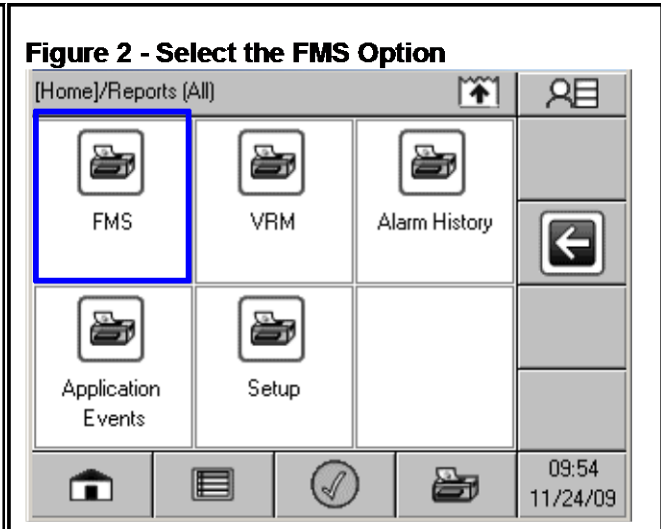 Figure 2 - Select the FMS Option
[Home]/Reports (All)
FMS
VRM
Alarm History
Application
Events
Setup
09:54
11/24/09